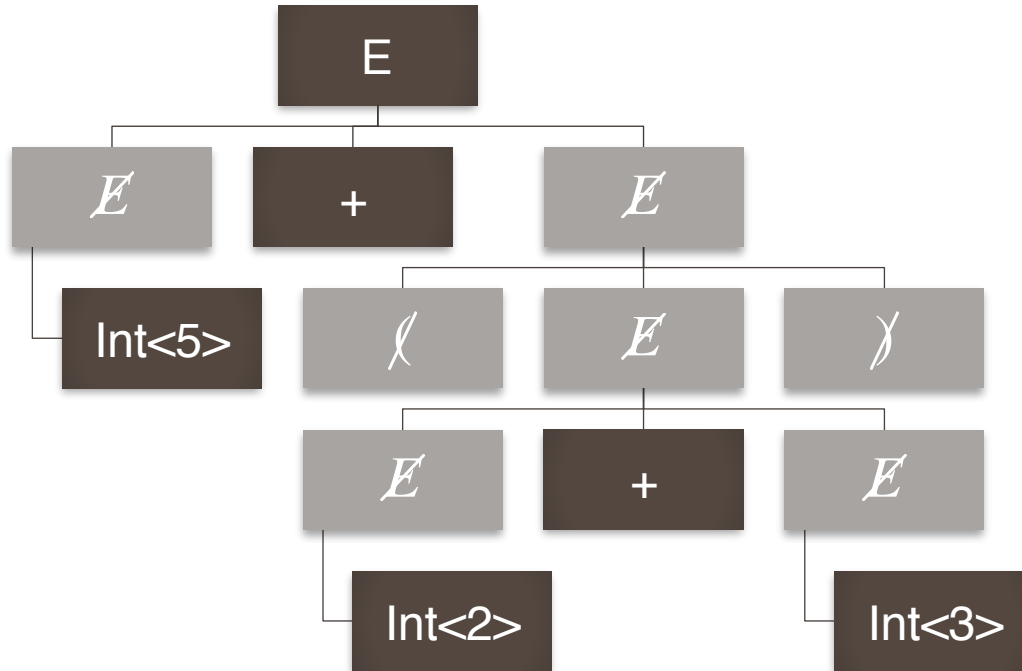 E
E̸ + E̸
Int<5> (̸ E̸ )̸
E̸ + E̸
Int<2> Int<3>